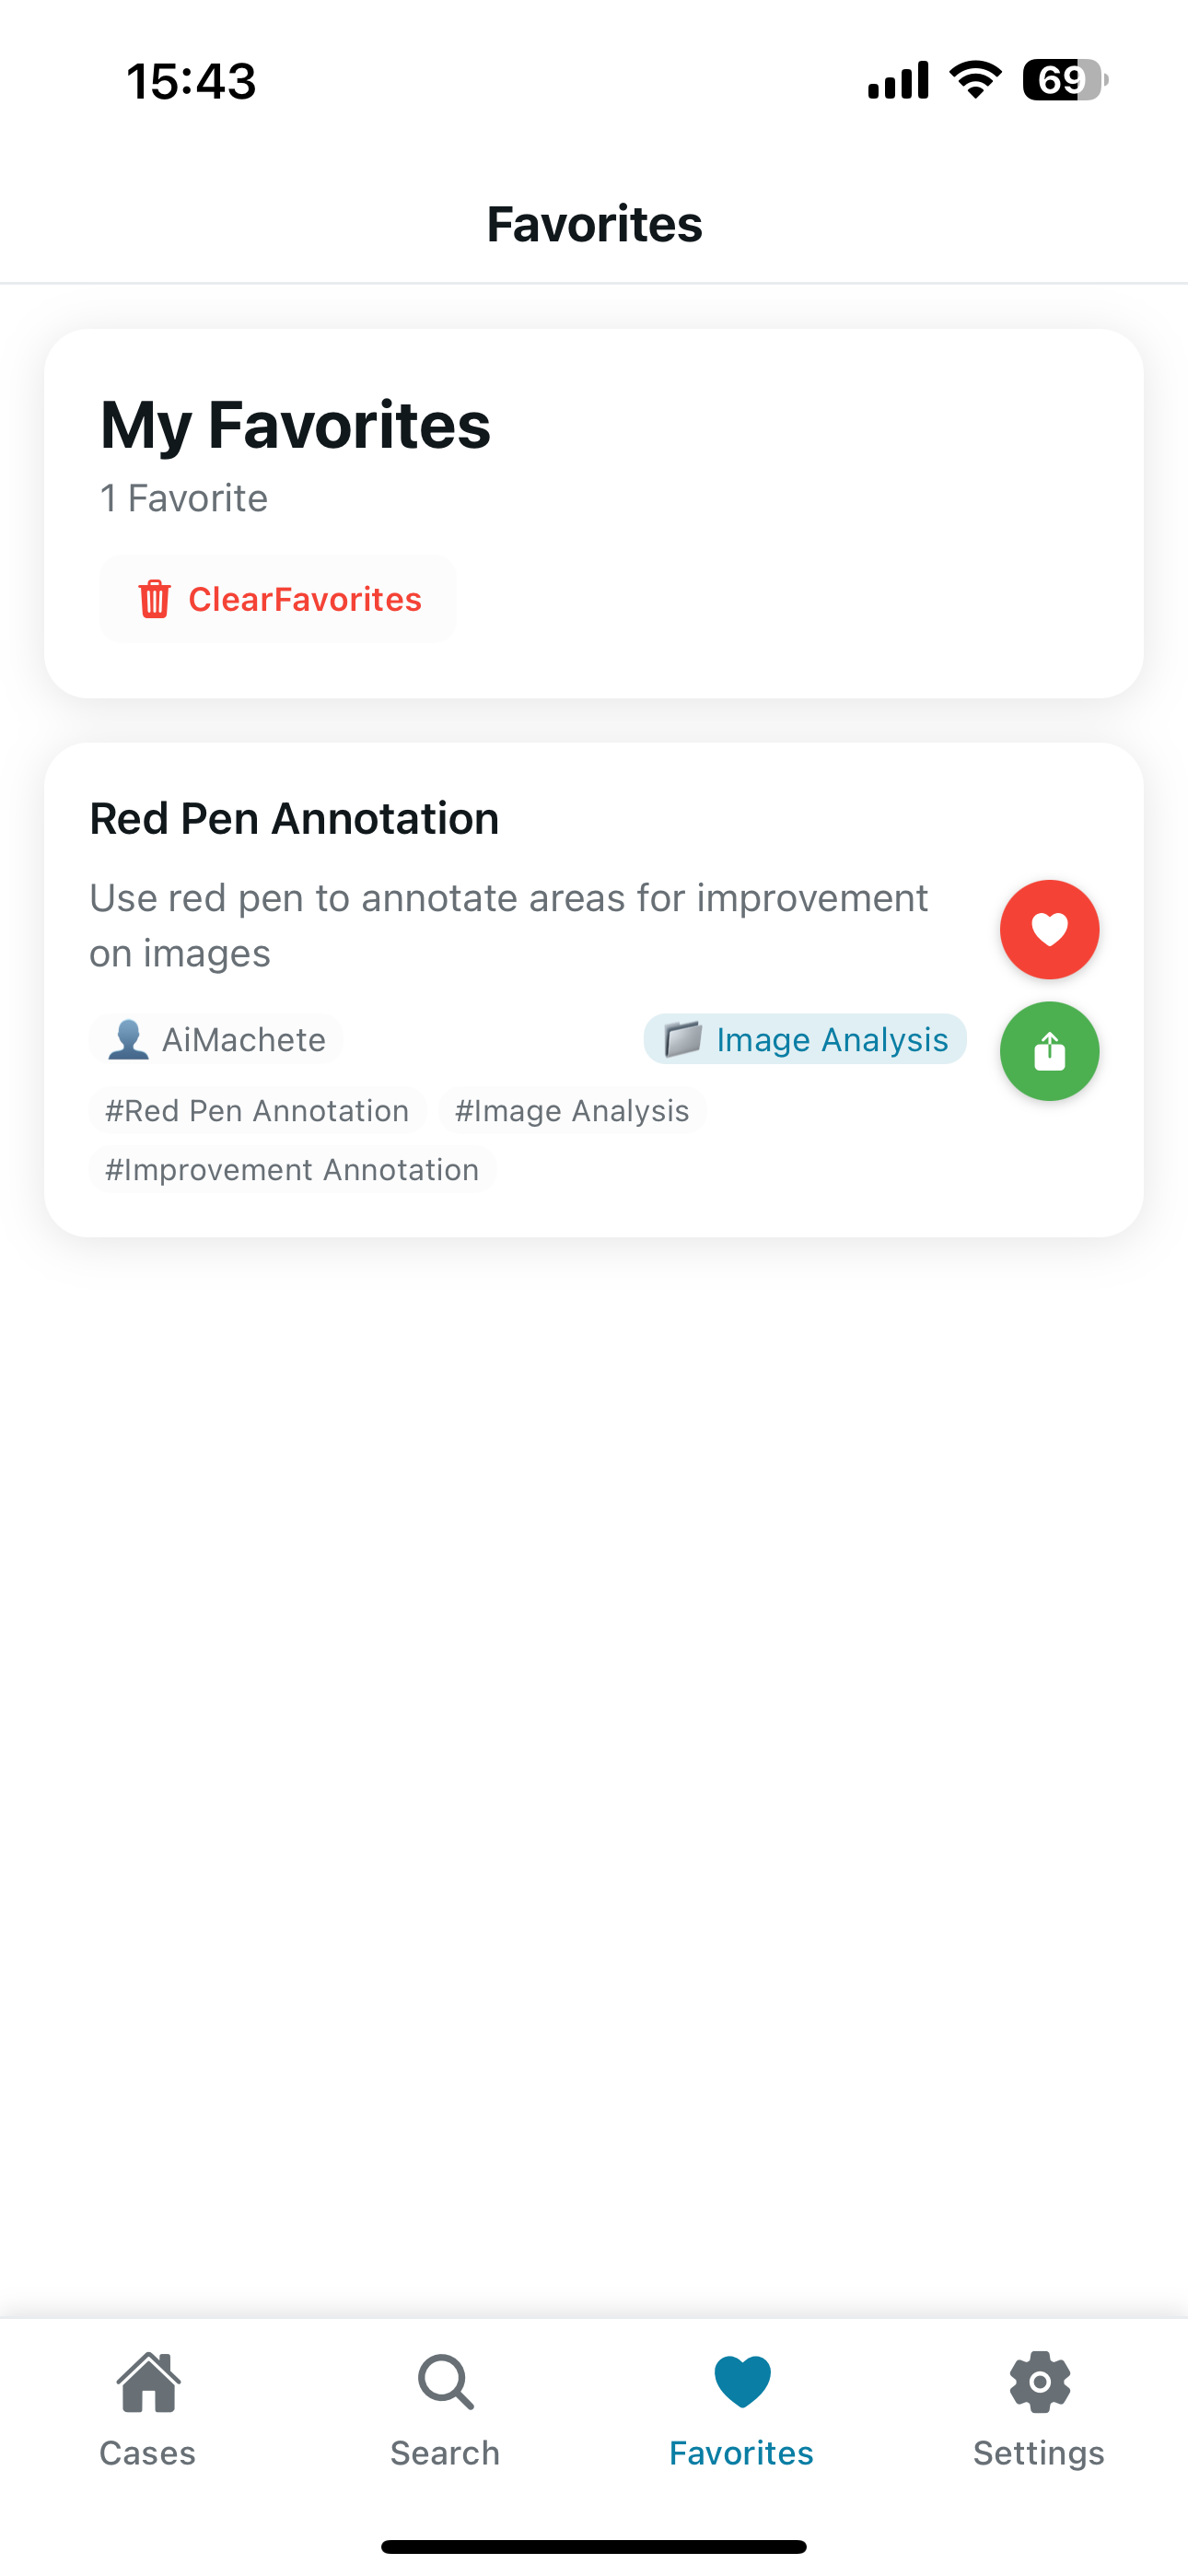 15:43
69
Favorites
My Favorites
1 Favorite
ClearFavorites
Red Pen Annotation
Use red pen to annotate areas for improvement
on images
AiMachete
Image Analysis
#Red Pen Annotation
#Image Analysis
#Improvement Annotation
Cases
Search
Favorites
Settings